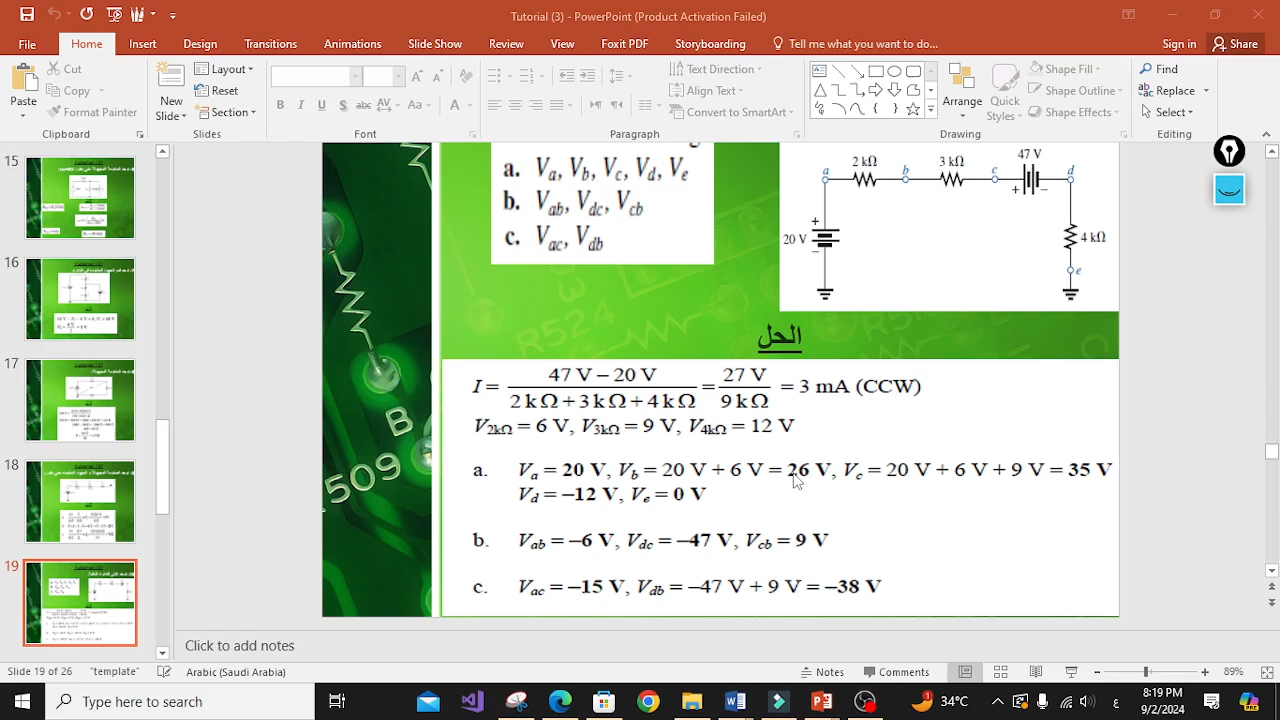 Tutorial (3) - PowerPoint (Product Activation Failed)
File Home Insert Design Transitions Animations Slide Show Review View Foxit PDF Storyboarding Tell me what you want to do... Sign in Share
Paste Cut Copy Format Painter
New Slide Layout Reset Section
Text Direction Align Text Convert to SmartArt
Arrange Quick Styles Shape Fill Shape Outline Shape Effects
Find Replace Select
Clipboard Slides Font Paragraph Drawing Editing
15
16
17
18
19
a. Va, Vb, Vc, Vd, Ve
b. Vab, Vdc, Vcb
c. Vac, Vdb
2 kΩ 3 kΩ 47 V
a b c d
+ −
+
20 V 4 kΩ
−
e
الحل
I = 47 V − 20 V / 2 kΩ + 3 kΩ + 4 kΩ = 27 V / 9 kΩ = 3 mA (CCW)
V2kΩ = 6 V, V3kΩ = 9 V, V4kΩ = 12 V
a. Va = 20 V, Vb = 20 V + 6 V = 26 V, Vc = 20 V + 6 V + 9 V = 35 V
Vd = −12 V, Ve = 0 V
b. Vab = −6 V, Vdc = −47 V, Vcb = 9 V
c. Vac = −15 V, Vdb = −47 V + 9 V = −38 V
B
509
R524
Click to add notes
Slide 19 of 26 "template" Arabic (Saudi Arabia) Notes Comments 89%
Type here to search 1 34°C 8:19 PM
9/2/2024